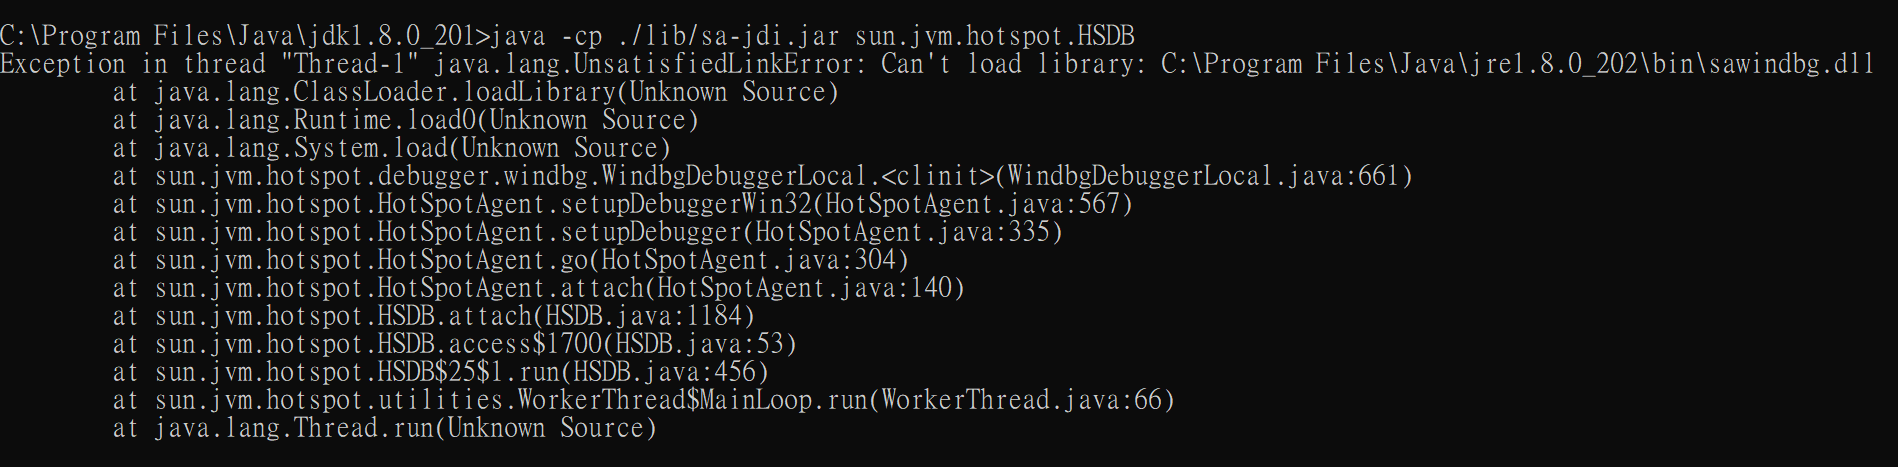 C:\Program Files\Java\jdk1.8.0_201>java -cp ./lib/sa-jdi.jar sun.jvm.hotspot.HSDB
Exception in thread "Thread-1" java.lang.UnsatisfiedLinkError: Can't load library: C:\Program Files\Java\jre1.8.0_202\bin\sawindbg.dll
        at java.lang.ClassLoader.loadLibrary(Unknown Source)
        at java.lang.Runtime.load0(Unknown Source)
        at java.lang.System.load(Unknown Source)
        at sun.jvm.hotspot.debugger.windbg.WindbgDebuggerLocal.<clinit>(WindbgDebuggerLocal.java:661)
        at sun.jvm.hotspot.HotSpotAgent.setupDebuggerWin32(HotSpotAgent.java:567)
        at sun.jvm.hotspot.HotSpotAgent.setupDebugger(HotSpotAgent.java:335)
        at sun.jvm.hotspot.HotSpotAgent.go(HotSpotAgent.java:304)
        at sun.jvm.hotspot.HotSpotAgent.attach(HotSpotAgent.java:140)
        at sun.jvm.hotspot.HSDB.attach(HSDB.java:1184)
        at sun.jvm.hotspot.HSDB.access$1700(HSDB.java:53)
        at sun.jvm.hotspot.HSDB$25$1.run(HSDB.java:456)
        at sun.jvm.hotspot.utilities.WorkerThread$MainLoop.run(WorkerThread.java:66)
        at java.lang.Thread.run(Unknown Source)